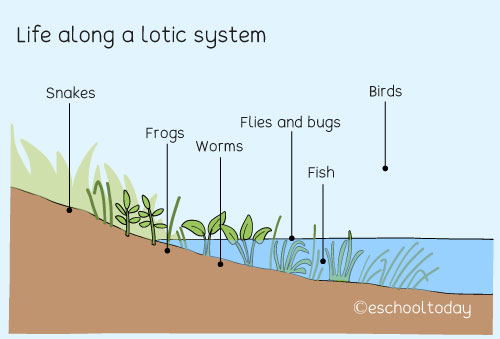 Life along a lotic system
Birds
Snakes
Flies and bugs
Frogs
Worms
Fish
©eschooltoday